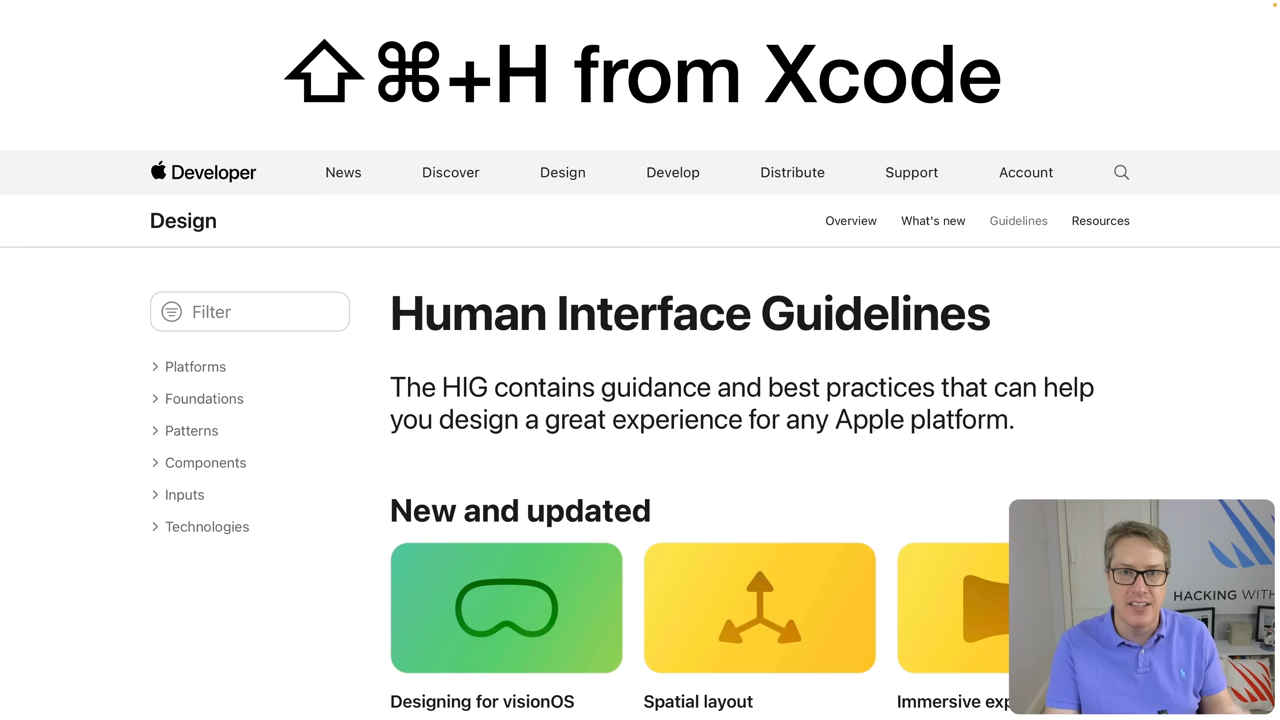 ⇧⌘+H from Xcode
Developer News Discover Design Develop Distribute Support Account
Design Overview What's new Guidelines Resources
Filter
Platforms
Foundations
Patterns
Components
Inputs
Technologies
Human Interface Guidelines
The HIG contains guidance and best practices that can help
you design a great experience for any Apple platform.
New and updated
Designing for visionOS
Spatial layout
Immersive exp
HACKING WITH